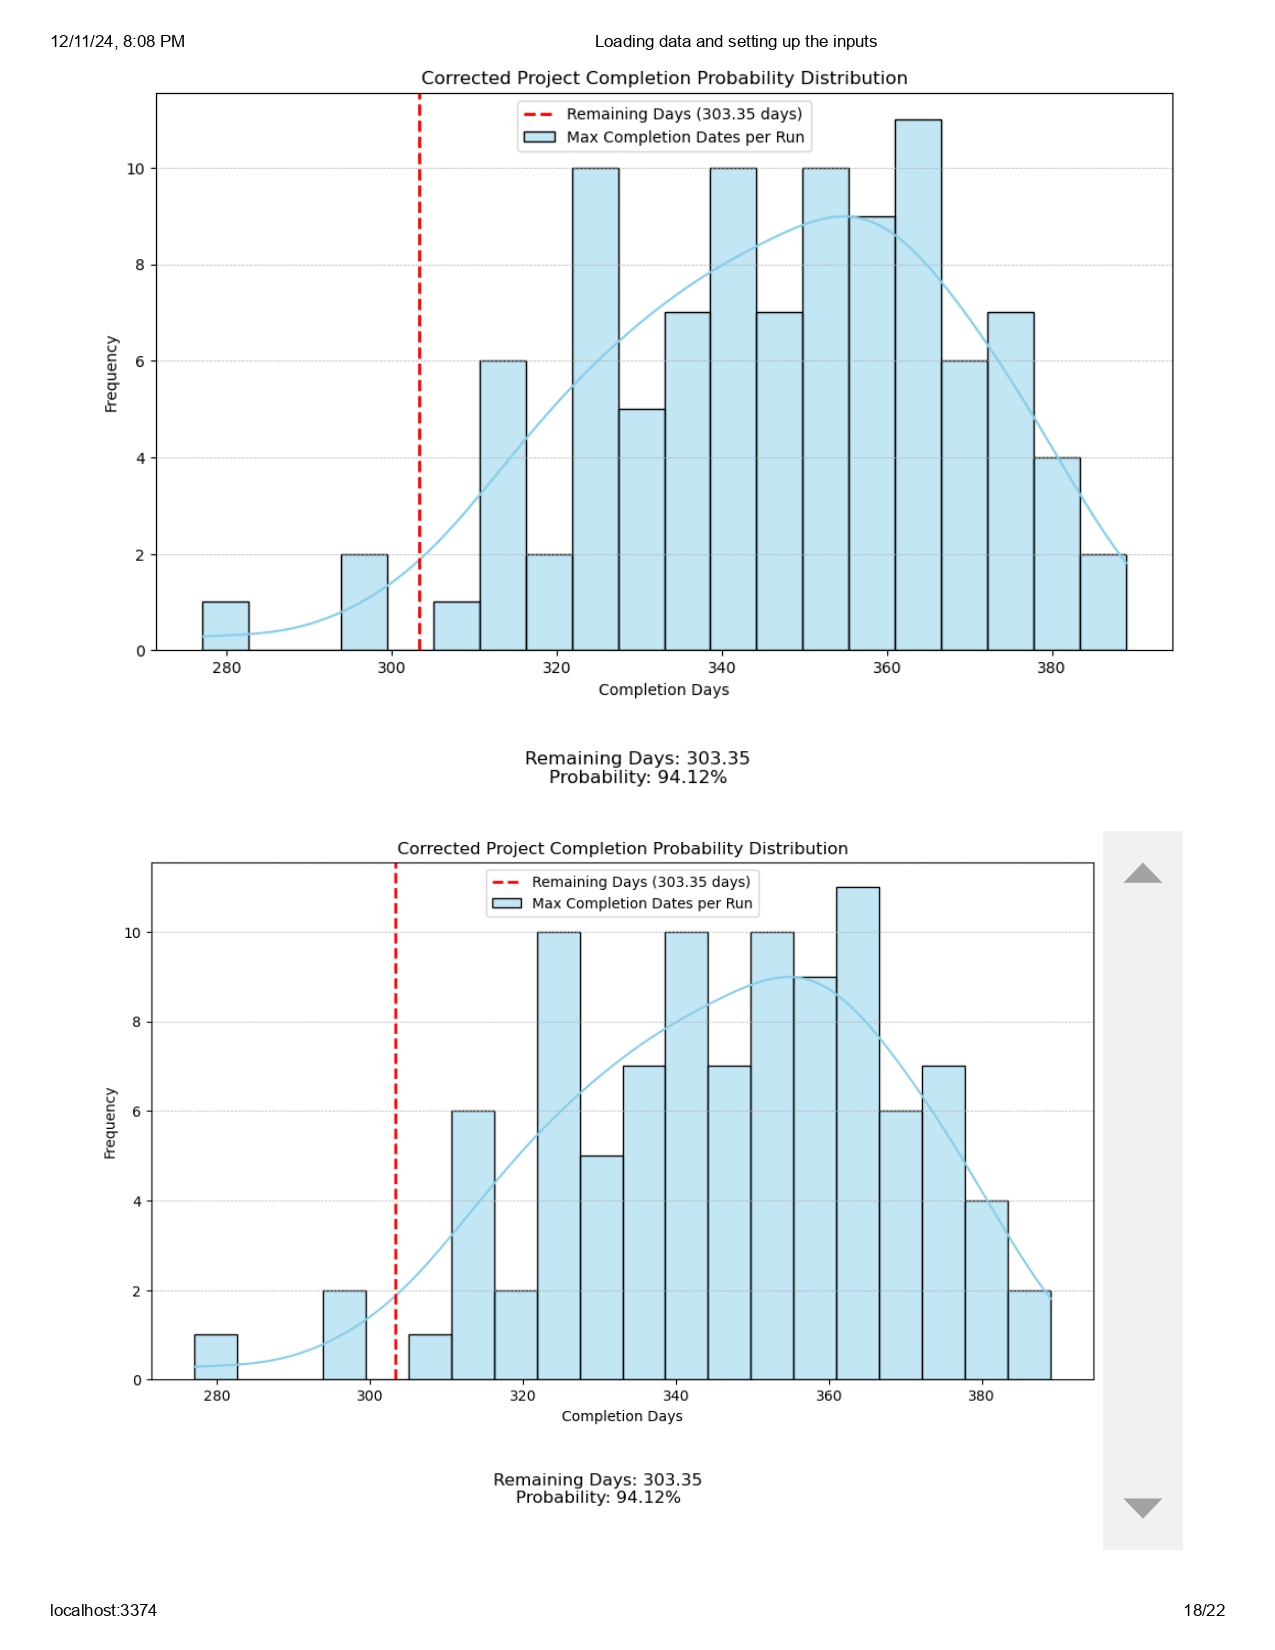 12/11/24, 8:08 PM Loading data and setting up the inputs
Corrected Project Completion Probability Distribution
Remaining Days (303.35 days)
Max Completion Dates per Run
10
8
6
4
2
0
Frequency
280 300 320 340 360 380
Completion Days
Remaining Days: 303.35
Probability: 94.12%
Corrected Project Completion Probability Distribution
Remaining Days (303.35 days)
Max Completion Dates per Run
10
8
6
4
2
0
Frequency
280 300 320 340 360 380
Completion Days
Remaining Days: 303.35
Probability: 94.12%
localhost:3374 18/22